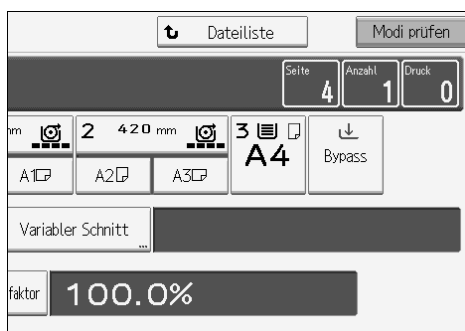 Dateiliste Modi prüfen
Seite 4 Anzahl 1 Druck 0
mm 2 420 mm 3 A4 Bypass
A1 A2 A3
Variabler Schnitt ...
faktor 100.0%